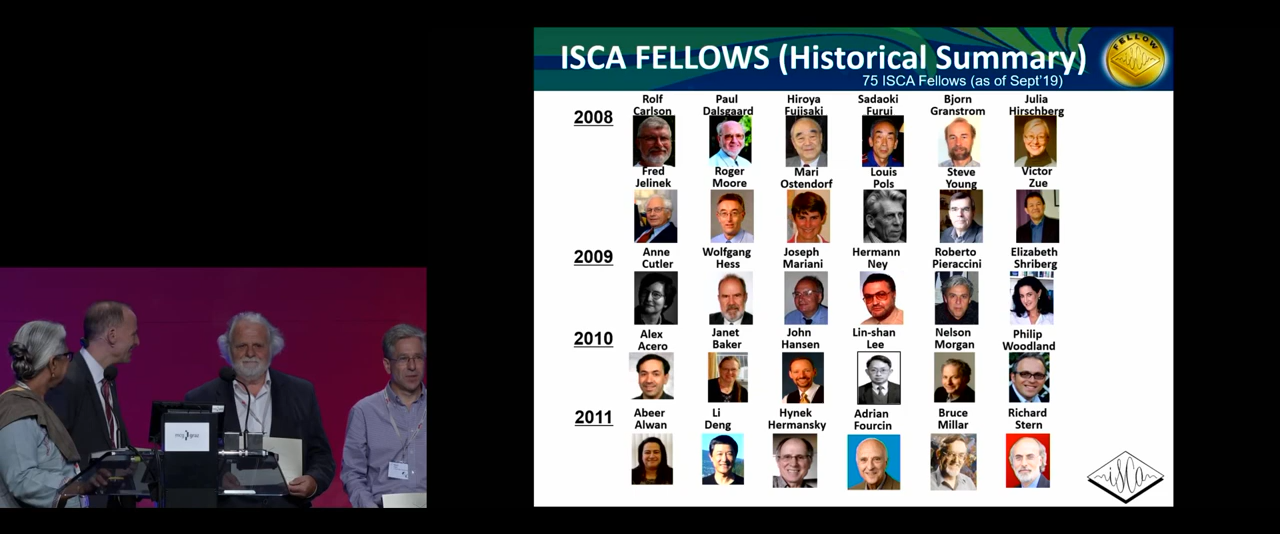 ISCA FELLOWS (Historical Summary)
FELLOW
isca
75 ISCA Fellows (as of Sept'19)
2008
Rolf Carlson
Paul Dalsgaard
Hiroya Fujisaki
Sadaoki Furui
Bjorn Granstrom
Julia Hirschberg
Fred Jelinek
Roger Moore
Mari Ostendorf
Louis Pols
Steve Young
Victor Zue
2009
Anne Cutler
Wolfgang Hess
Joseph Mariani
Hermann Ney
Roberto Pieraccini
Elizabeth Shriberg
2010
Alex Acero
Janet Baker
John Hansen
Lin-shan Lee
Nelson Morgan
Philip Woodland
2011
Abeer Alwan
Li Deng
Hynek Hermansky
Adrian Fourcin
Bruce Millar
Richard Stern
isca